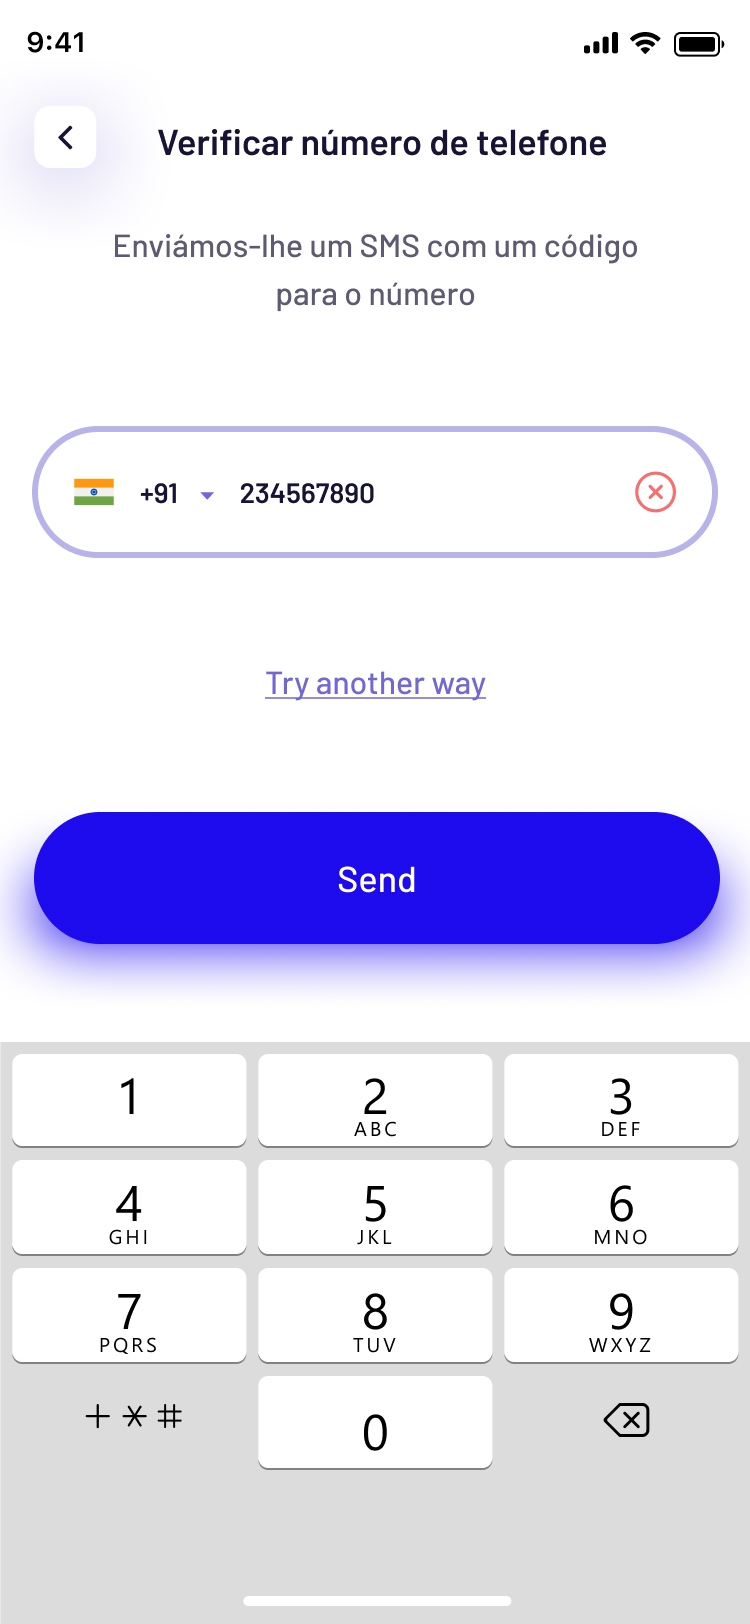 9:41
Verificar número de telefone
Enviámos-lhe um SMS com um código
para o número
+91 234567890
Try another way
Send
1 2 3
ABC DEF
4 5 6
GHI JKL MNO
7 8 9
PQRS TUV WXYZ
+ * # 0